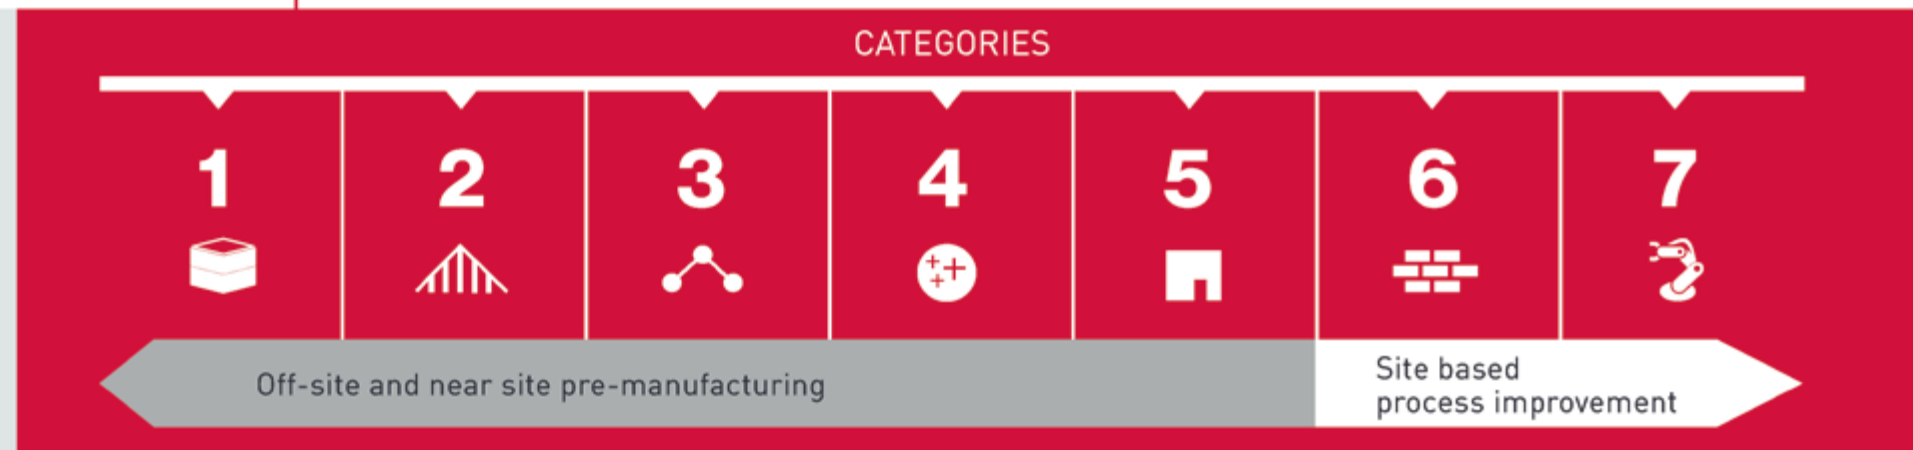 CATEGORIES
1 2 3 4 5 6 7
Off-site and near site pre-manufacturing
Site based
process improvement